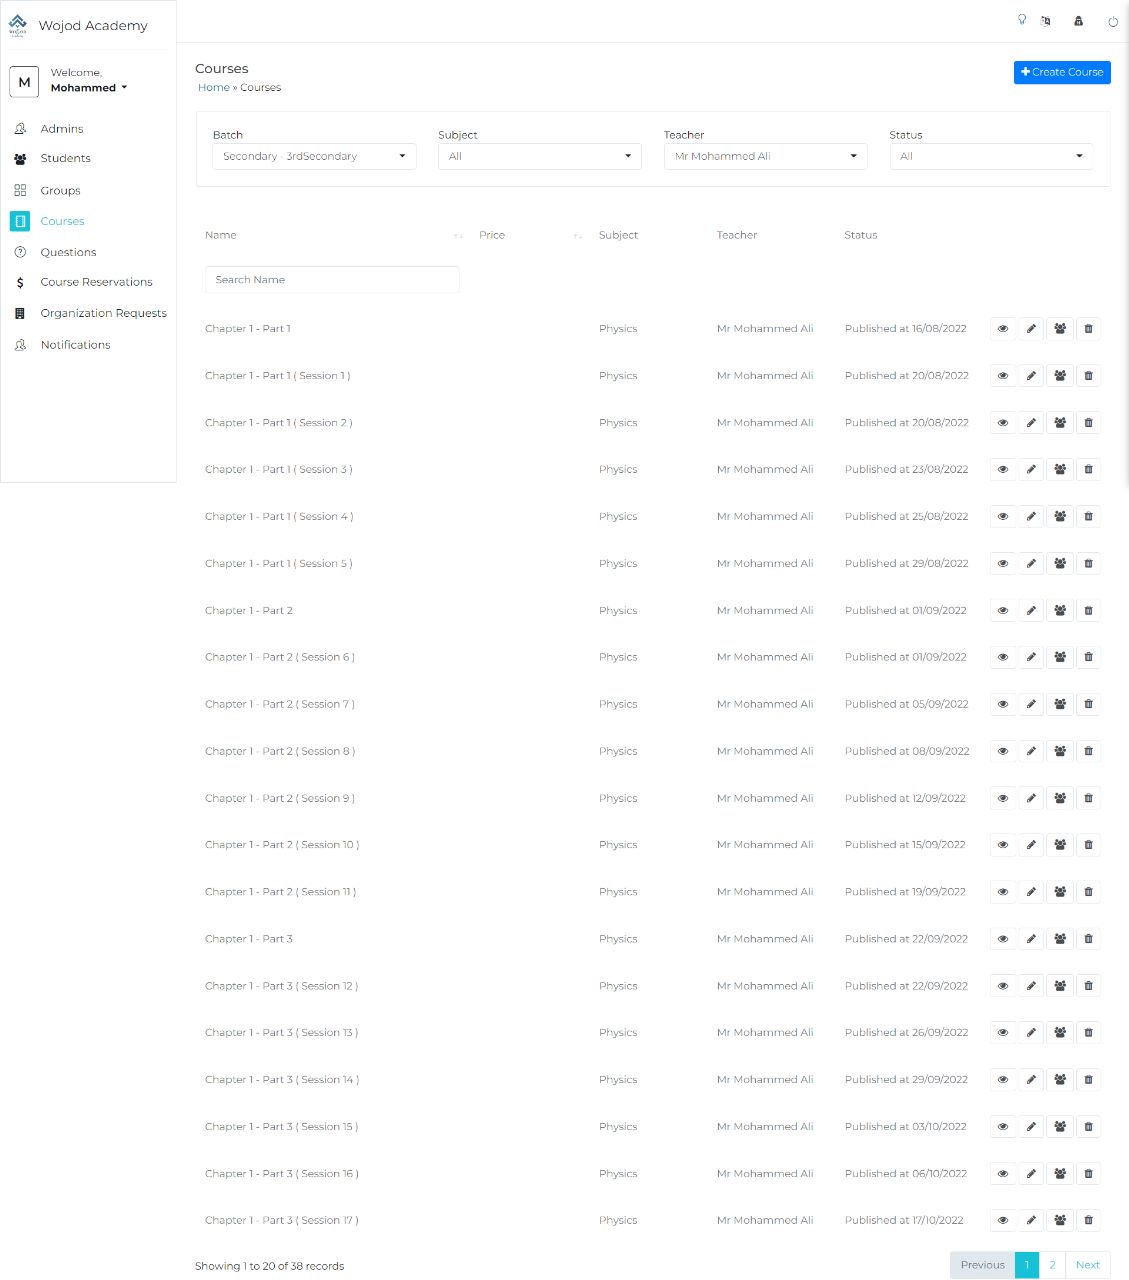 Wojod Academy
WOJOD
M
Welcome,
Mohammed
Admins
Students
Groups
Courses
Questions
Course Reservations
Organization Requests
Notifications
Courses
Home » Courses
Create Course
Batch Subject Teacher Status
Secondary - 3rdSecondary All Mr Mohammed Ali All
Name Price Subject Teacher Status
Search Name
Chapter 1 - Part 1 Physics Mr Mohammed Ali Published at 16/08/2022
Chapter 1 - Part 1 ( Session 1 ) Physics Mr Mohammed Ali Published at 20/08/2022
Chapter 1 - Part 1 ( Session 2 ) Physics Mr Mohammed Ali Published at 20/08/2022
Chapter 1 - Part 1 ( Session 3 ) Physics Mr Mohammed Ali Published at 23/08/2022
Chapter 1 - Part 1 ( Session 4 ) Physics Mr Mohammed Ali Published at 25/08/2022
Chapter 1 - Part 1 ( Session 5 ) Physics Mr Mohammed Ali Published at 29/08/2022
Chapter 1 - Part 2 Physics Mr Mohammed Ali Published at 01/09/2022
Chapter 1 - Part 2 ( Session 6 ) Physics Mr Mohammed Ali Published at 01/09/2022
Chapter 1 - Part 2 ( Session 7 ) Physics Mr Mohammed Ali Published at 05/09/2022
Chapter 1 - Part 2 ( Session 8 ) Physics Mr Mohammed Ali Published at 08/09/2022
Chapter 1 - Part 2 ( Session 9 ) Physics Mr Mohammed Ali Published at 12/09/2022
Chapter 1 - Part 2 ( Session 10 ) Physics Mr Mohammed Ali Published at 15/09/2022
Chapter 1 - Part 2 ( Session 11 ) Physics Mr Mohammed Ali Published at 19/09/2022
Chapter 1 - Part 3 Physics Mr Mohammed Ali Published at 22/09/2022
Chapter 1 - Part 3 ( Session 12 ) Physics Mr Mohammed Ali Published at 22/09/2022
Chapter 1 - Part 3 ( Session 13 ) Physics Mr Mohammed Ali Published at 26/09/2022
Chapter 1 - Part 3 ( Session 14 ) Physics Mr Mohammed Ali Published at 29/09/2022
Chapter 1 - Part 3 ( Session 15 ) Physics Mr Mohammed Ali Published at 03/10/2022
Chapter 1 - Part 3 ( Session 16 ) Physics Mr Mohammed Ali Published at 06/10/2022
Chapter 1 - Part 3 ( Session 17 ) Physics Mr Mohammed Ali Published at 17/10/2022
Showing 1 to 20 of 38 records
Previous 1 2 Next